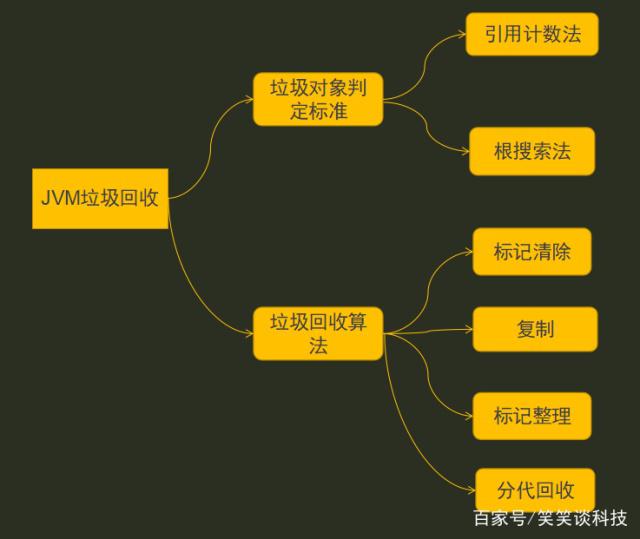 引用计数法
垃圾对象判
定标准
根搜索法
JVM垃圾回收
标记清除
垃圾回收算
法
复制
标记整理
分代回收
百家号/笑笑谈科技